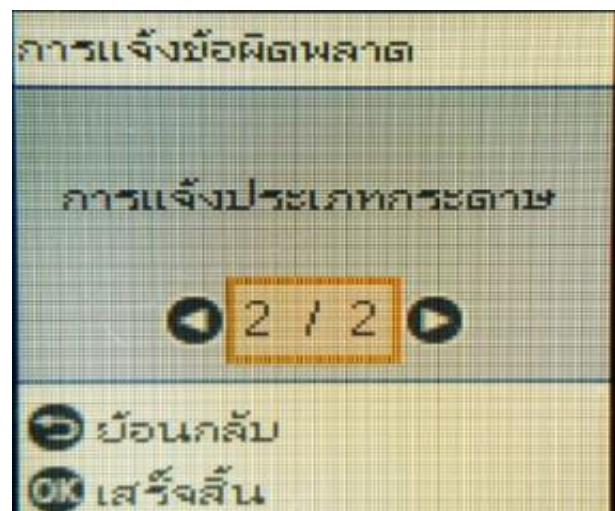 การแจ้งข้อผิดพลาด
การแจ้งประเภทกระดาษ
2 / 2
ย้อนกลับ
OK เสร็จสิ้น